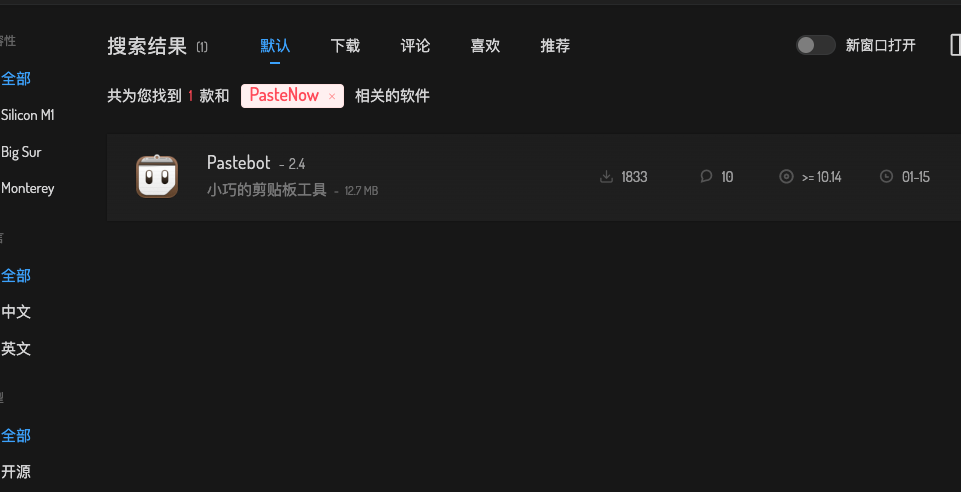 搜索结果 (1) 默认 下载 评论 喜欢 推荐 新窗口打开
共为您找到 1 款和 PasteNow × 相关的软件
Pastebot - 2.4
小巧的剪贴板工具 - 12.7 MB
1833 10 >= 10.14 01-15
容性
全部
Silicon M1
Big Sur
Monterey
言
全部
中文
英文
型
全部
开源